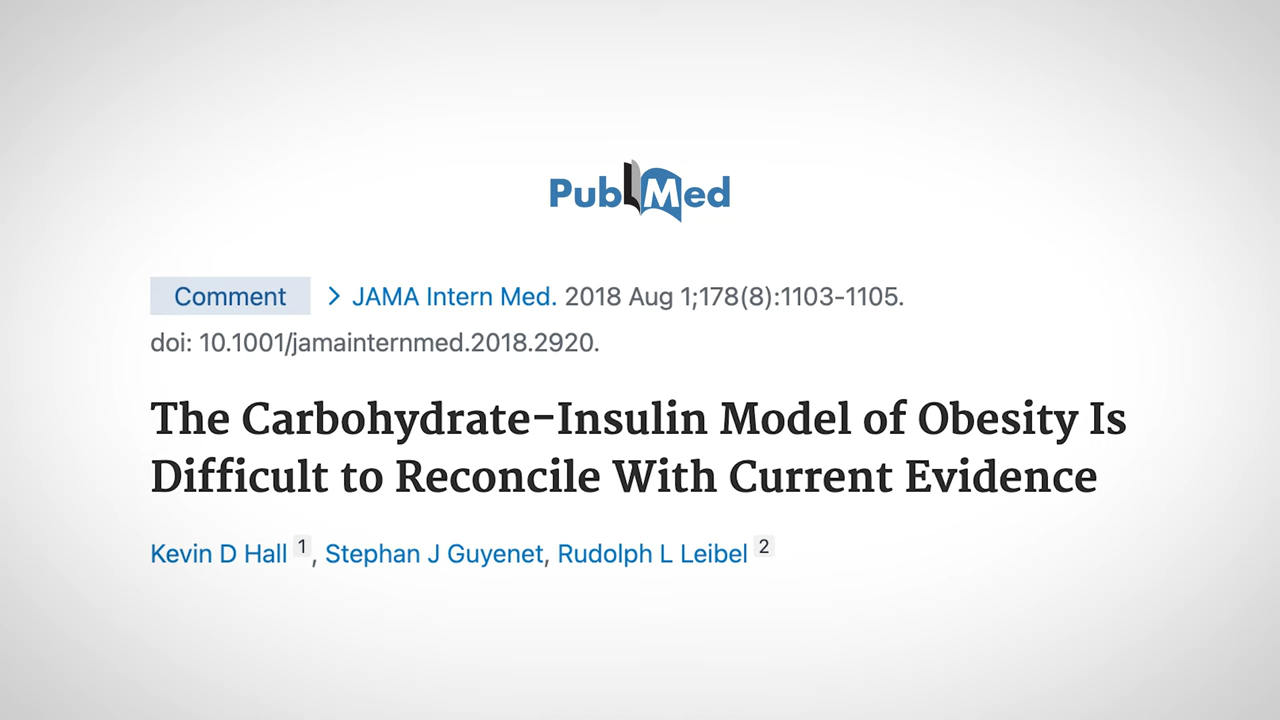 PubMed
Comment > JAMA Intern Med. 2018 Aug 1;178(8):1103-1105.
doi: 10.1001/jamainternmed.2018.2920.
The Carbohydrate-Insulin Model of Obesity Is
Difficult to Reconcile With Current Evidence
Kevin D Hall 1, Stephan J Guyenet, Rudolph L Leibel 2